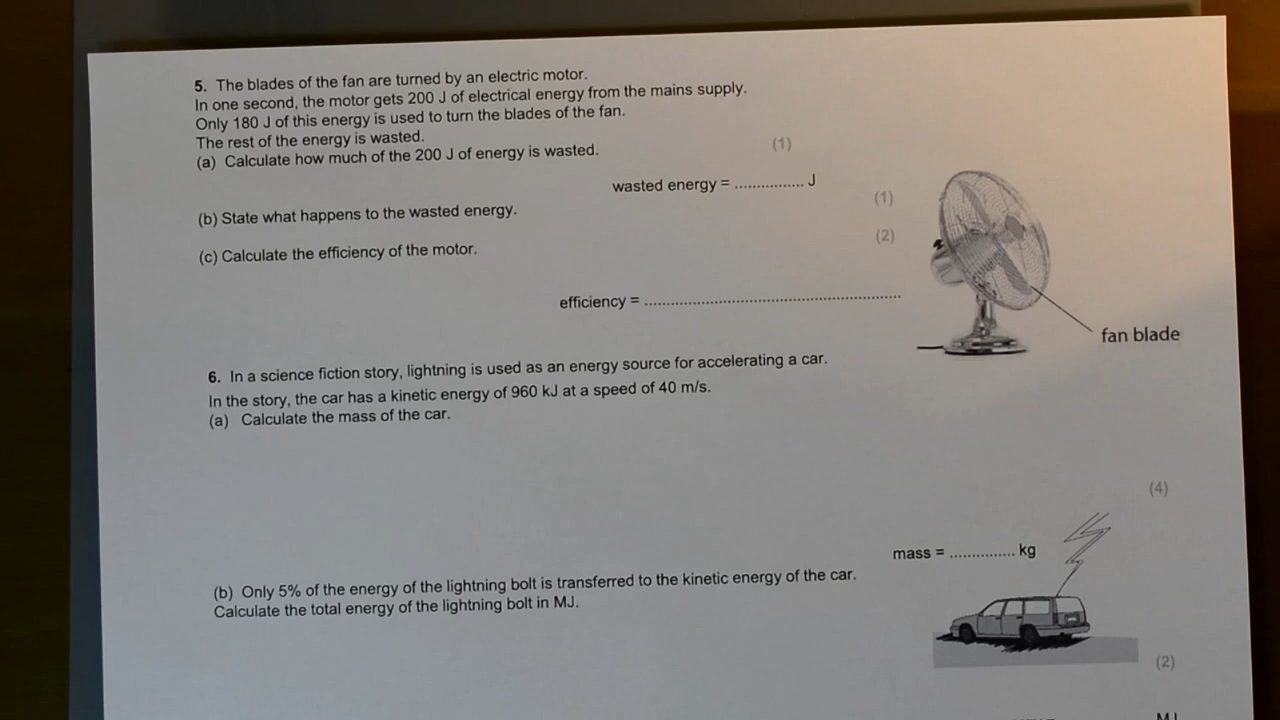 5. The blades of the fan are turned by an electric motor.
In one second, the motor gets 200 J of electrical energy from the mains supply.
Only 180 J of this energy is used to turn the blades of the fan.
The rest of the energy is wasted.
(a) Calculate how much of the 200 J of energy is wasted. (1)
wasted energy = ................ J
(b) State what happens to the wasted energy. (1)
(c) Calculate the efficiency of the motor. (2)
efficiency = ............................................................
fan blade
6. In a science fiction story, lightning is used as an energy source for accelerating a car.
In the story, the car has a kinetic energy of 960 kJ at a speed of 40 m/s.
(a) Calculate the mass of the car.
(4)
mass = ............... kg
(b) Only 5% of the energy of the lightning bolt is transferred to the kinetic energy of the car.
Calculate the total energy of the lightning bolt in MJ.
(2)
MJ